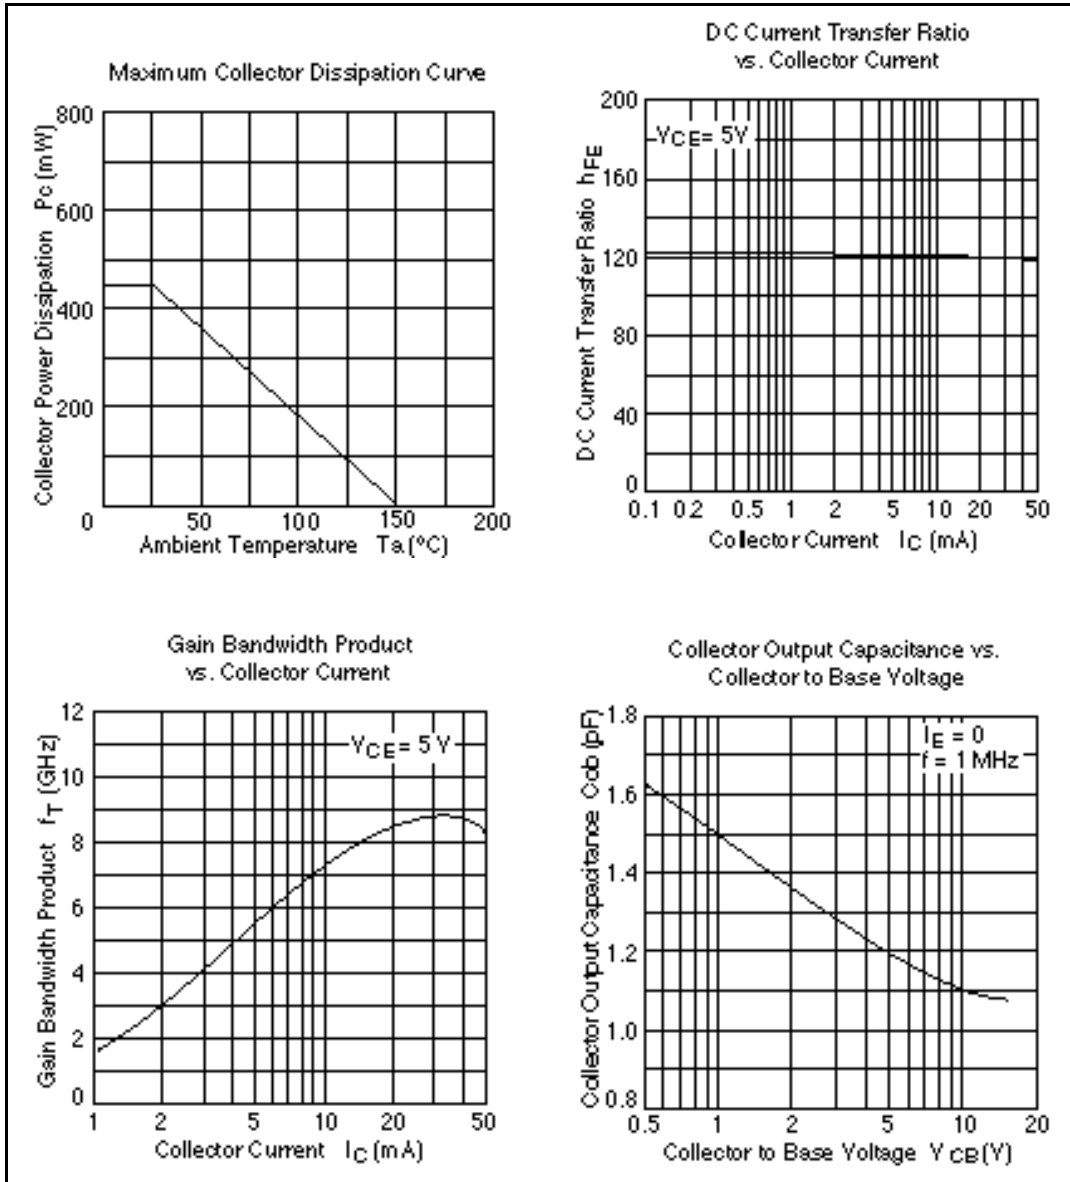 Maximum Collector Dissipation Curve
Collector Power Dissipation Pc (mW)
800
600
400
200
0
50
100
150
200
Ambient Temperature Ta (°C)
DC Current Transfer Ratio
vs. Collector Current
DC Current Transfer Ratio hFE
VCE = 5V
200
160
120
80
40
0
0.1 0.2 0.5 1 2 5 10 20 50
Collector Current IC (mA)
Gain Bandwidth Product
vs. Collector Current
Gain Bandwidth Product fT (GHz)
VCE = 5 V
12
10
8
6
4
2
0
1 2 5 10 20 50
Collector Current IC (mA)
Collector Output Capacitance vs.
Collector to Base Voltage
Collector Output Capacitance Cob (pF)
IE = 0
f = 1 MHz
1.8
1.6
1.4
1.2
1.0
0.8
0.5 1 2 5 10 20
Collector to Base Voltage VCB (V)